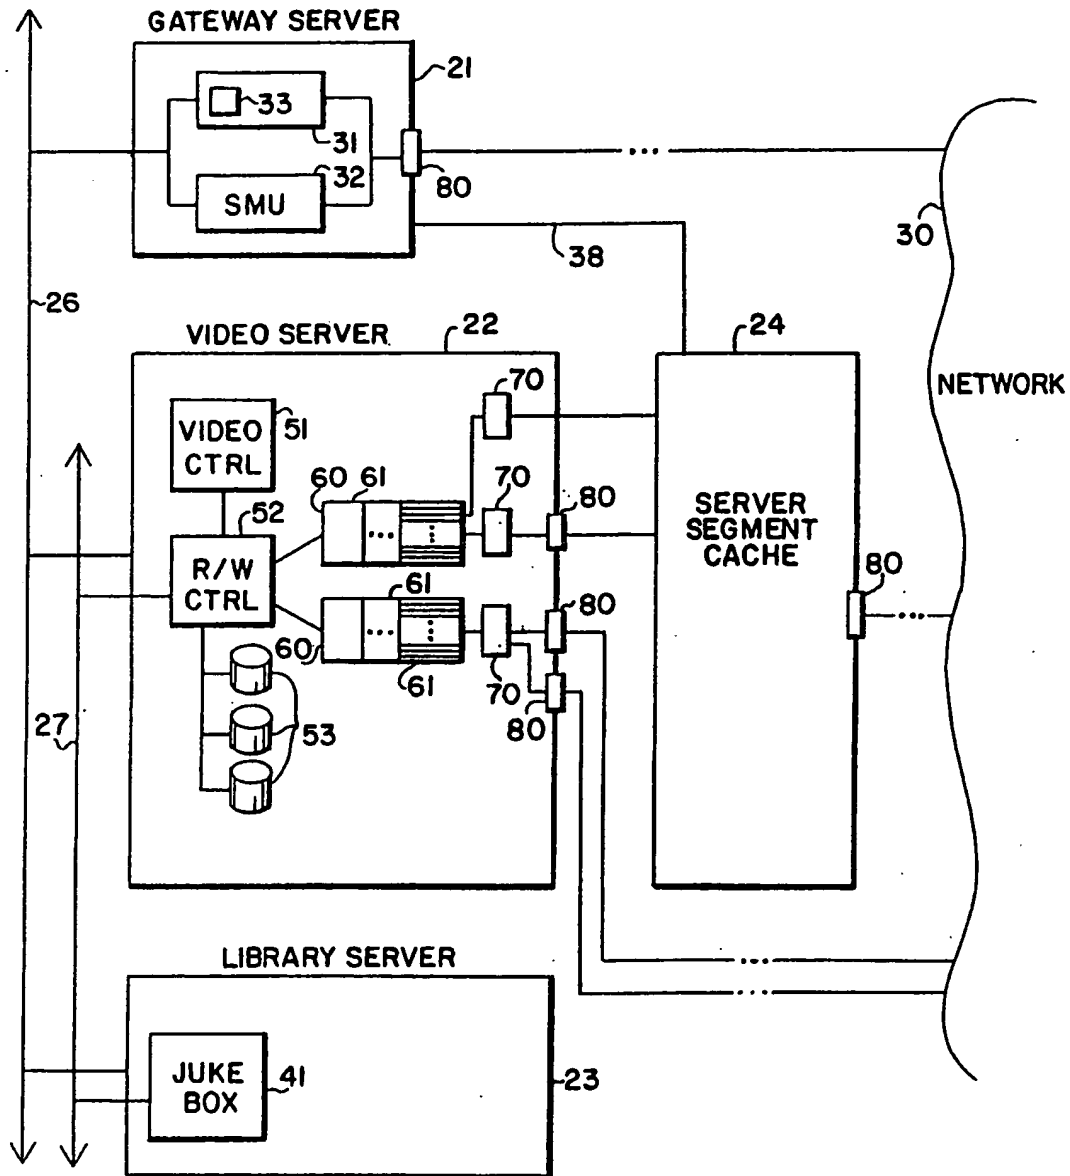 GATEWAY SERVER
21
33
31
32
SMU
80
30
38
26
VIDEO SERVER
22
24
70
NETWORK
VIDEO
CTRL
51
60
61
70
80
52
SERVER
SEGMENT
CACHE
R/W
CTRL
...
80
61
80
60
...
61
70
80
27
53
LIBRARY SERVER
JUKE
BOX
41
23